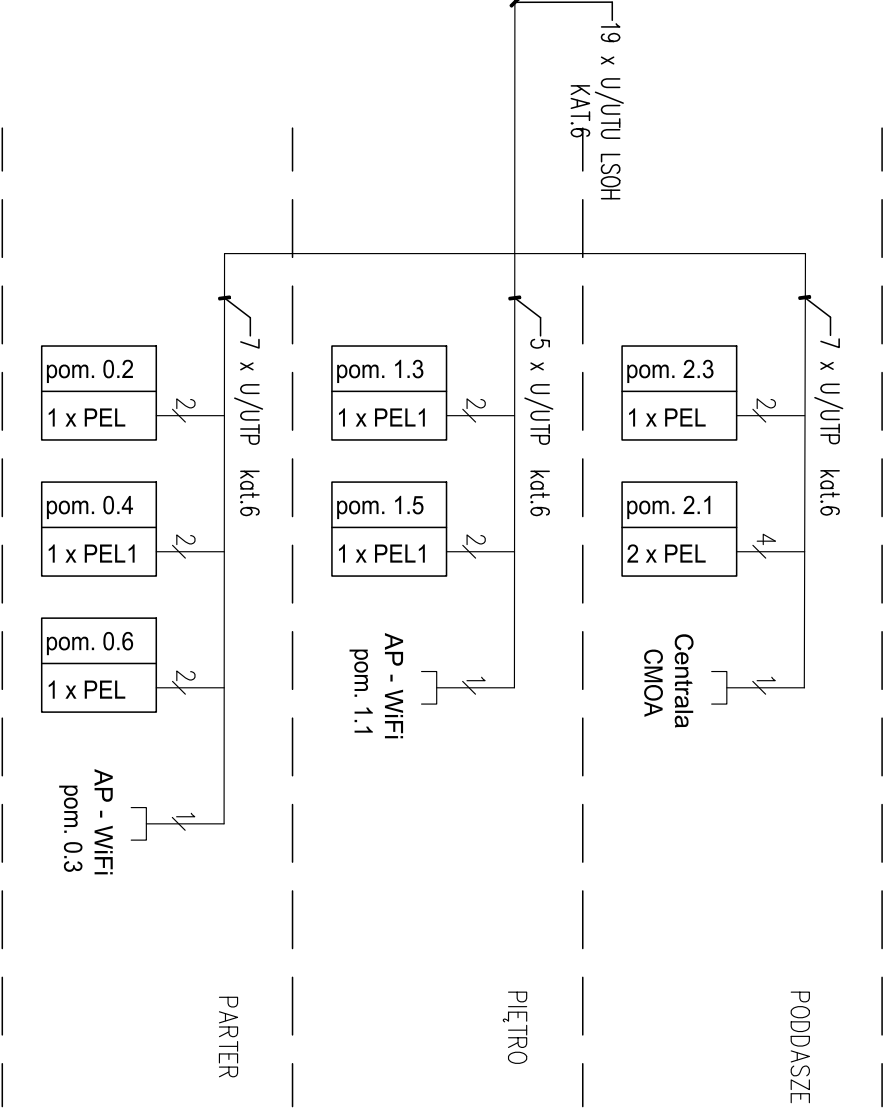 19 x U/UTU LSOH
KAT.6
7 x U/UTP kat.6
pom. 2.3
1 x PEL
2
pom. 2.1
2 x PEL
4
Centrala
CMOA
1
PODDASZE
5 x U/UTP kat.6
pom. 1.3
1 x PEL1
2
pom. 1.5
1 x PEL1
2
AP - WiFi
pom. 1.1
1
PIĘTRO
7 x U/UTP kat.6
pom. 0.2
1 x PEL
2
pom. 0.4
1 x PEL1
2
pom. 0.6
1 x PEL
2
AP - WiFi
pom. 0.3
1
PARTER